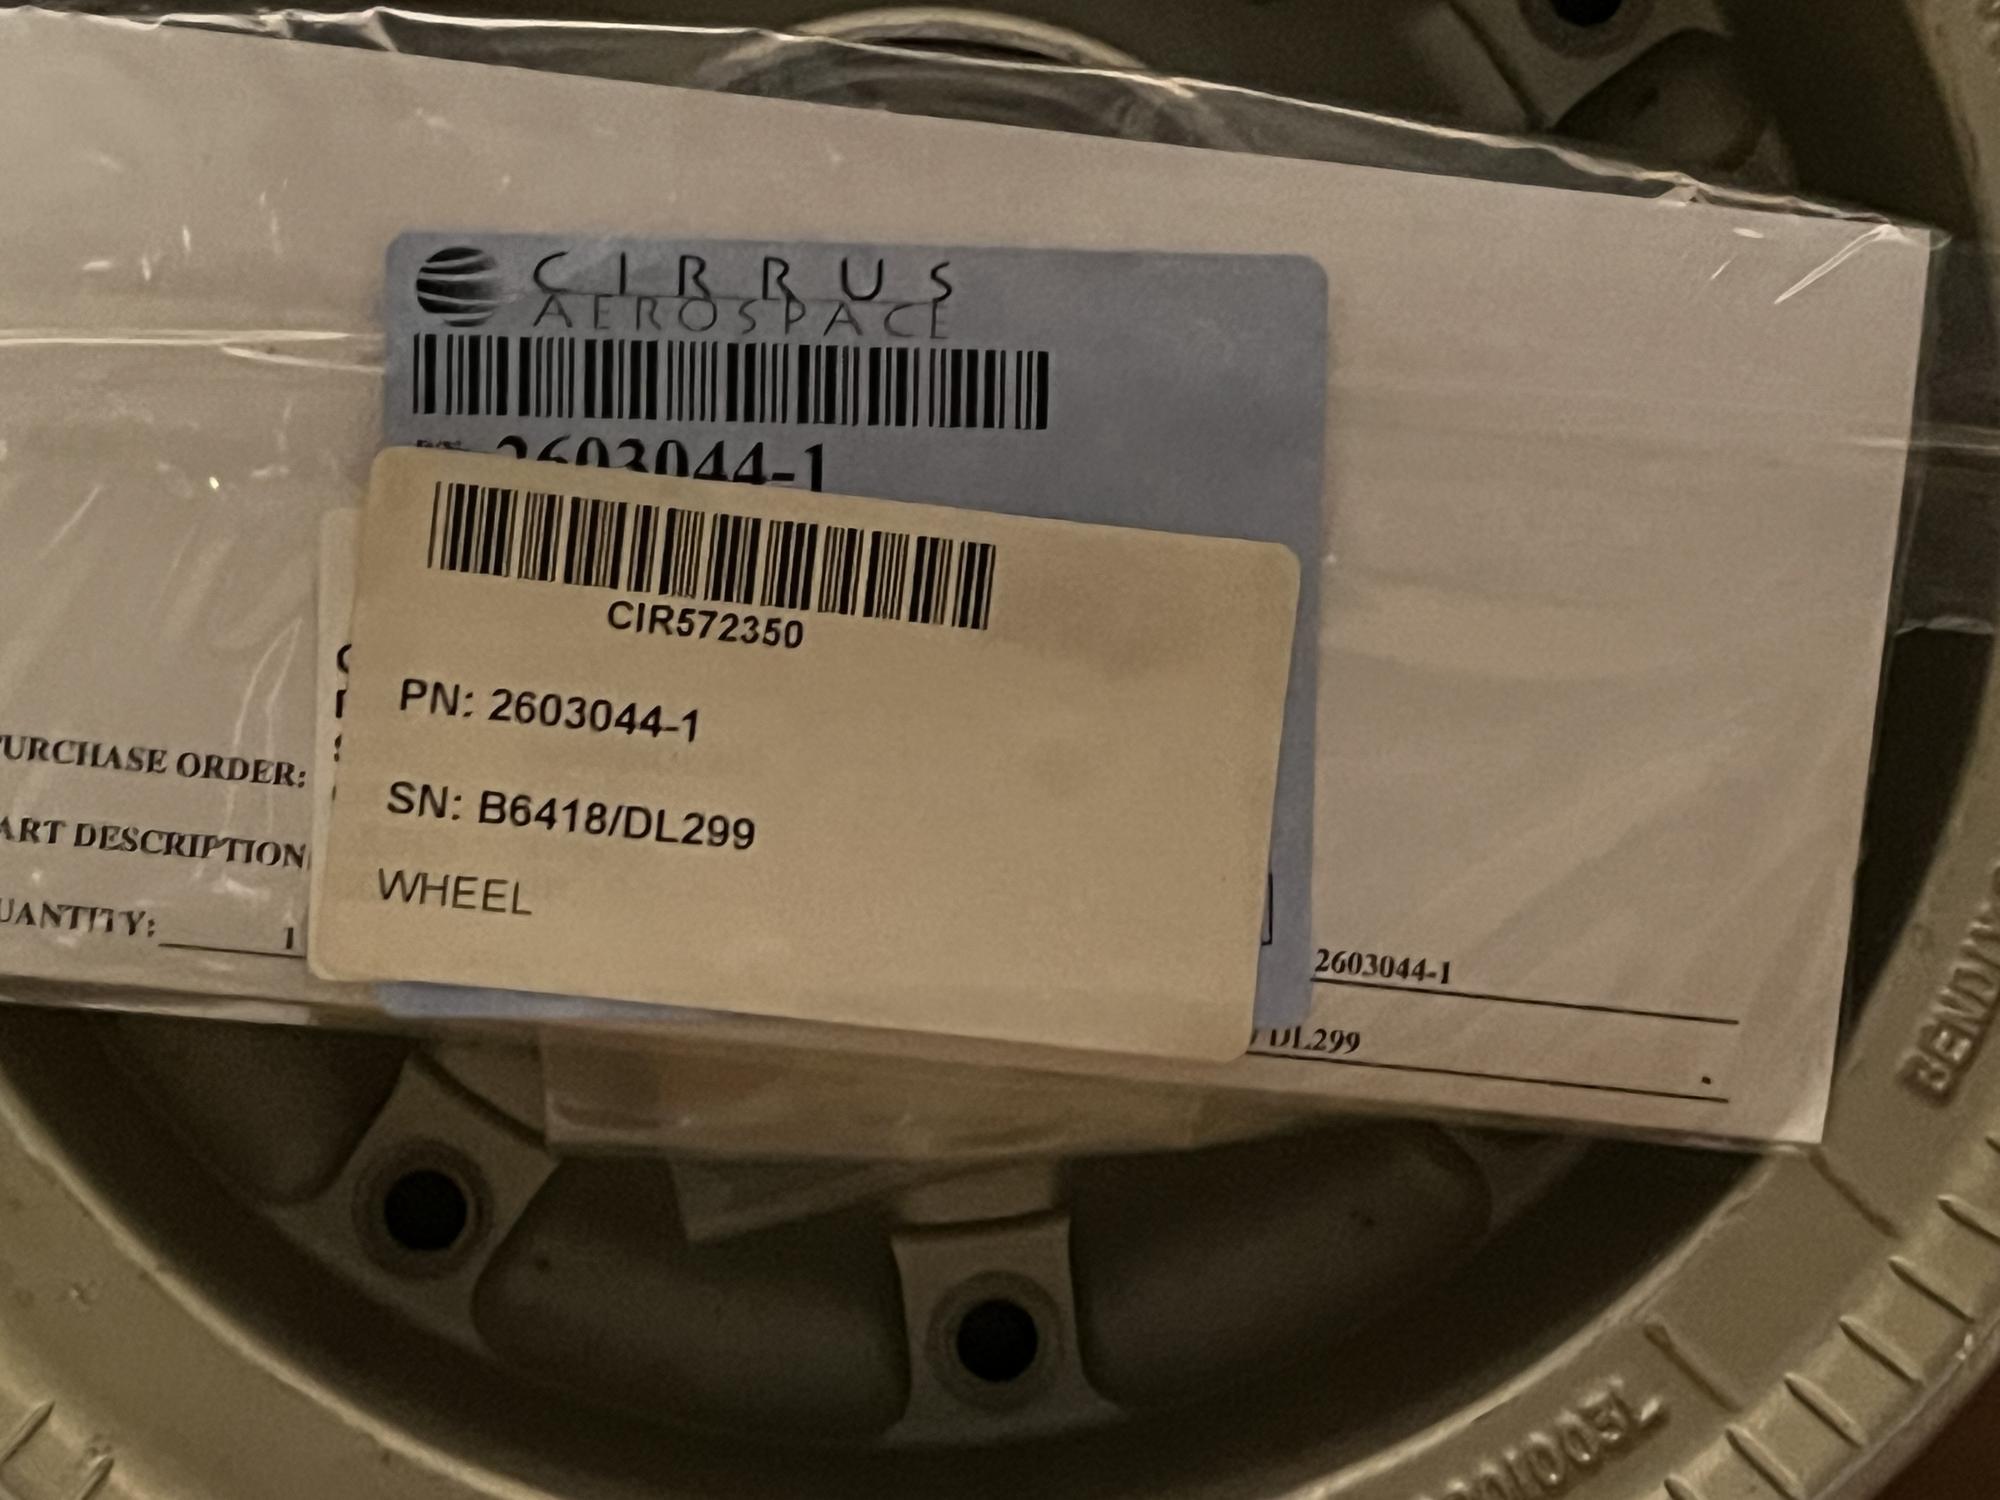 CIRRUS
AEROSPACE
2603044-1
CIR572350
PN: 2603044-1
SN: B6418/DL299
WHEEL
URCHASE ORDER:
ART DESCRIPTION
UANTITY: 1
2603044-1
/ DL299
BENDIX